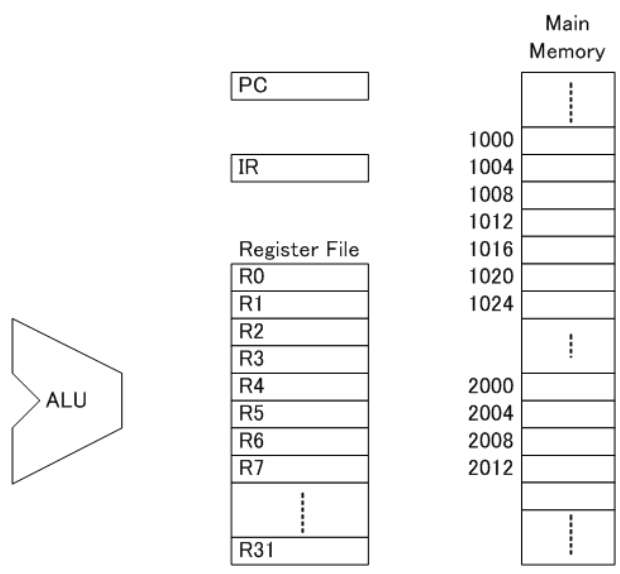 Main
Memory
PC
1000
IR
1004
1008
1012
Register File
1016
R0
1020
R1
1024
R2
R3
ALU
R4
2000
R5
2004
R6
2008
R7
2012
R31